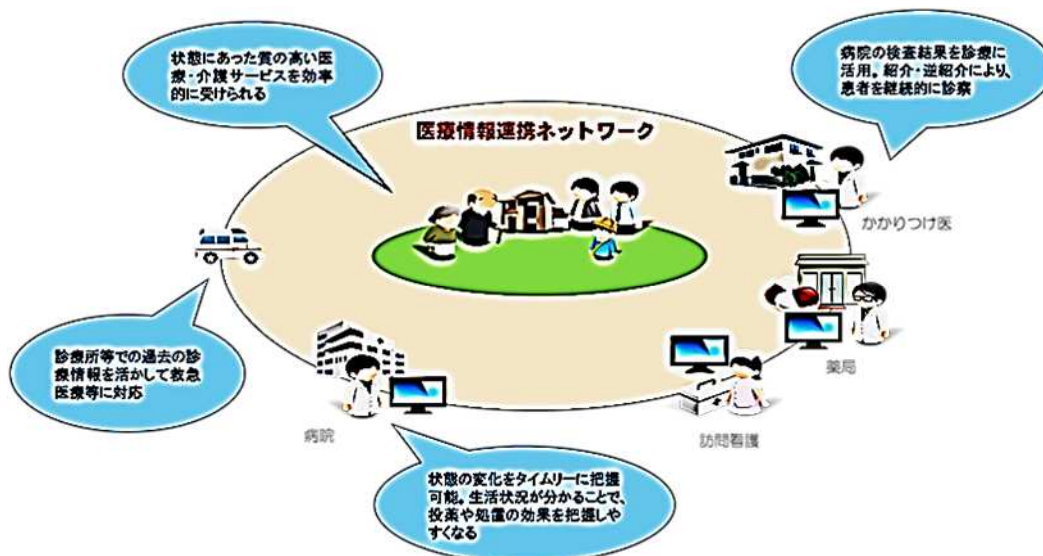 状態にあった質の高い医
療・介護サービスを効率
的に受けられる
病院の検査結果を診療に
活用。紹介・逆紹介により、
患者を継続的に診察
医療情報連携ネットワーク
かかりつけ医
薬局
診療所等での過去の診
療情報を活かして救急
医療等に対応
病院
訪問看護
状態の変化をタイムリーに把握
可能。生活状況が分かることで、
投薬や処置の効果を把握しや
すくなる